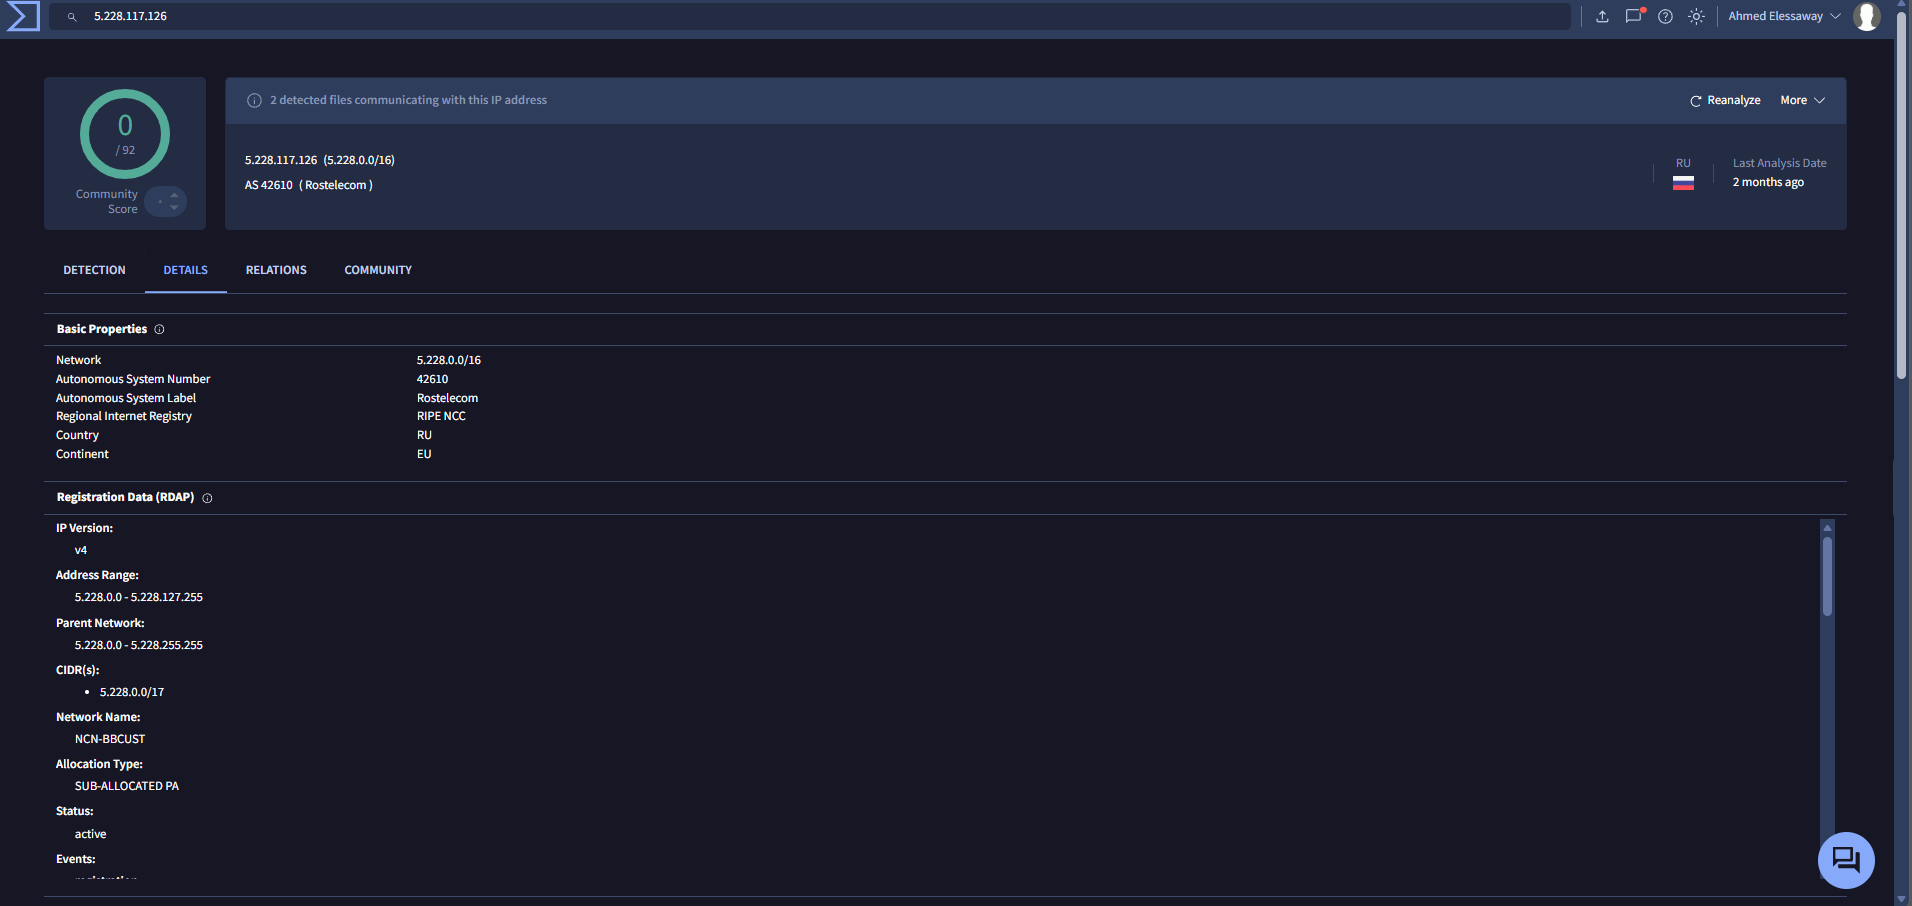 5.228.117.126
Ahmed Elessaway
0
/ 92
Community
Score
2 detected files communicating with this IP address
Reanalyze
More
5.228.117.126 (5.228.0.0/16)
AS 42610 ( Rostelecom )
RU
Last Analysis Date
2 months ago
DETECTION
DETAILS
RELATIONS
COMMUNITY
Basic Properties
Network 5.228.0.0/16
Autonomous System Number 42610
Autonomous System Label Rostelecom
Regional Internet Registry RIPE NCC
Country RU
Continent EU
Registration Data (RDAP)
IP Version:
v4
Address Range:
5.228.0.0 - 5.228.127.255
Parent Network:
5.228.0.0 - 5.228.255.255
CIDR(s):
• 5.228.0.0/17
Network Name:
NCN-BBCUST
Allocation Type:
SUB-ALLOCATED PA
Status:
active
Events:
registration